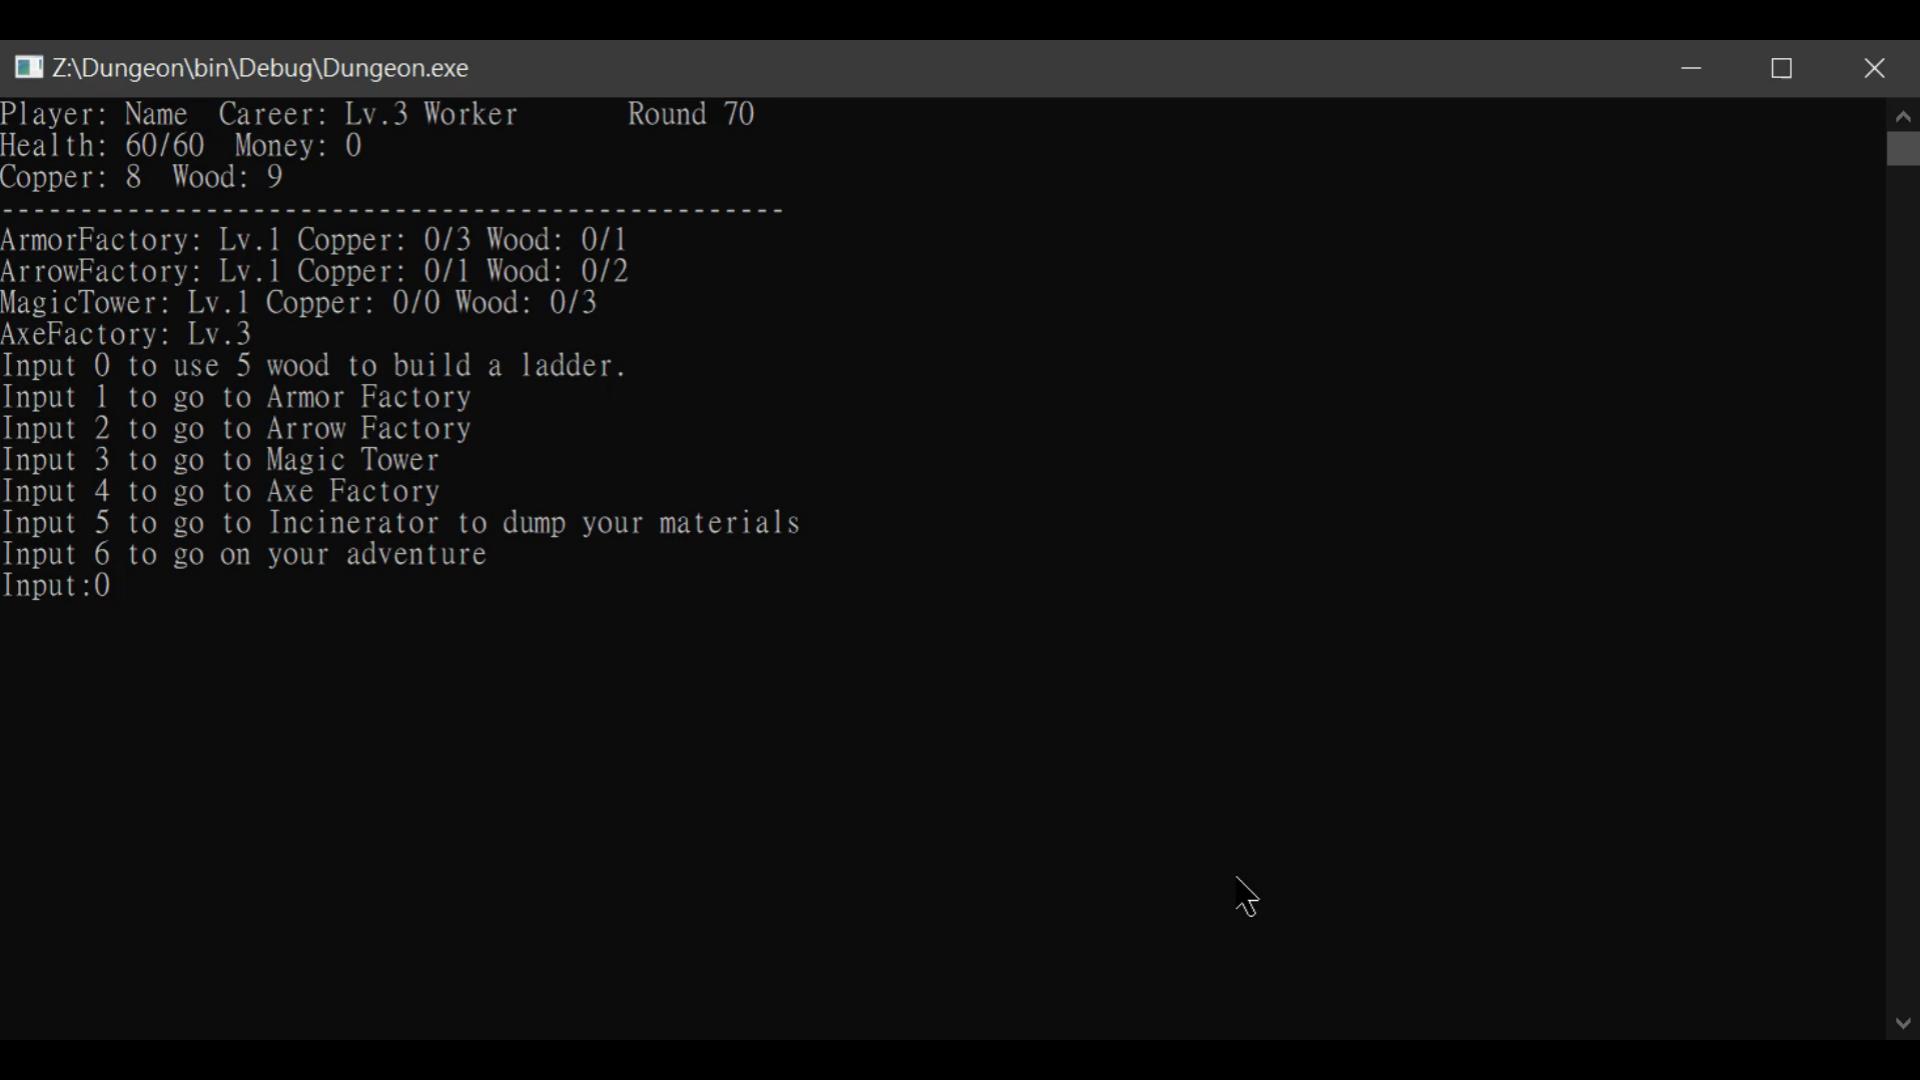 Z:\Dungeon\bin\Debug\Dungeon.exe
Player: Name  Career: Lv.3 Worker       Round 70
Health: 60/60  Money: 0
Copper: 8  Wood: 9
--------------------------------------------------
ArmorFactory: Lv.1 Copper: 0/3 Wood: 0/1
ArrowFactory: Lv.1 Copper: 0/1 Wood: 0/2
MagicTower: Lv.1 Copper: 0/0 Wood: 0/3
AxeFactory: Lv.3
Input 0 to use 5 wood to build a ladder.
Input 1 to go to Armor Factory
Input 2 to go to Arrow Factory
Input 3 to go to Magic Tower
Input 4 to go to Axe Factory
Input 5 to go to Incinerator to dump your materials
Input 6 to go on your adventure
Input:0